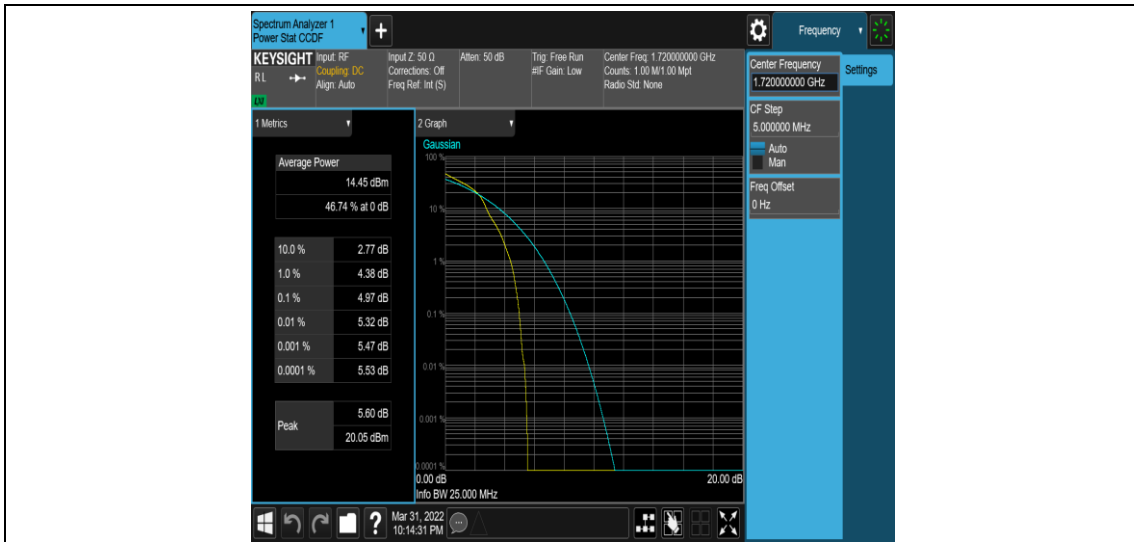 Spectrum Analyzer 1
Power Stat CCDF
Frequency
KEYSIGHT
RL
Input: RF
Coupling: DC
Align: Auto
Input Z: 50 Ω
Corrections: Off
Freq Ref: Int (S)
Atten: 50 dB
Trig: Free Run
#IF Gain: Low
Center Freq: 1.720000000 GHz
Counts: 1.00 M/1.00 Mpt
Radio Std: None
Center Frequency
1.720000000 GHz
Settings
CF Step
5.000000 MHz
Auto
Man
Freq Offset
0 Hz
1 Metrics
Average Power
14.45 dBm
46.74 % at 0 dB
10.0 % 2.77 dB
1.0 % 4.38 dB
0.1 % 4.97 dB
0.01 % 5.32 dB
0.001 % 5.47 dB
0.0001 % 5.53 dB
Peak
5.60 dB
20.05 dBm
2 Graph
Gaussian
100 %
10 %
1 %
0.1 %
0.01 %
0.001 %
0.0001 %
0.00 dB
20.00 dB
Info BW 25.000 MHz
?
Mar 31, 2022
10:14:31 PM